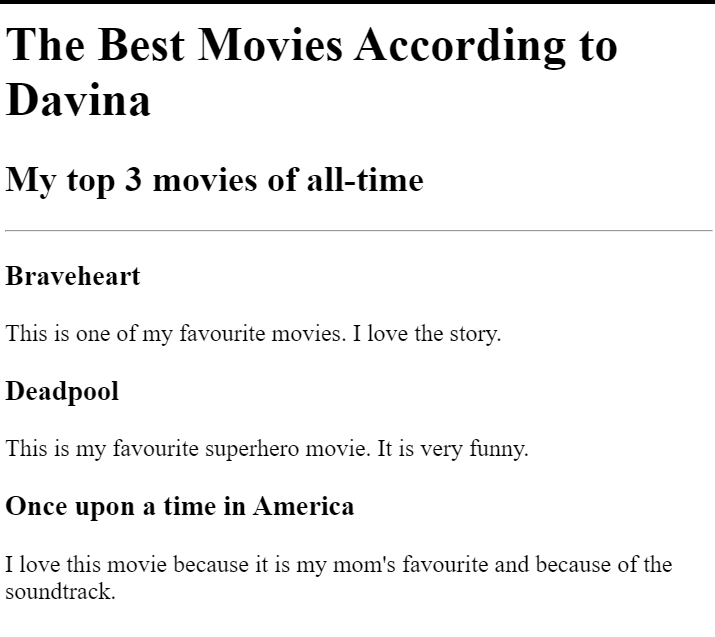 The Best Movies According to
Davina
My top 3 movies of all-time
Braveheart
This is one of my favourite movies. I love the story.
Deadpool
This is my favourite superhero movie. It is very funny.
Once upon a time in America
I love this movie because it is my mom's favourite and because of the
soundtrack.